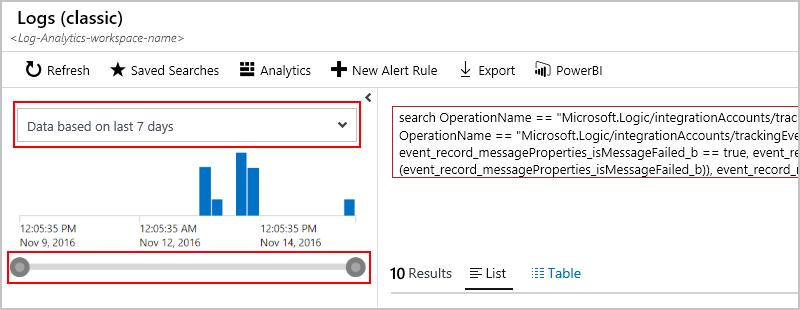 Logs (classic)
<Log-Analytics-workspace-name>
Refresh Saved Searches Analytics New Alert Rule Export PowerBI
Data based on last 7 days
12:05:35 PM 12:05:35 AM 12:05:35 PM
Nov 9, 2016 Nov 12, 2016 Nov 14, 2016
search OperationName == "Microsoft.Logic/integrationAccounts/trac
OperationName == "Microsoft.Logic/integrationAccounts/trackingEve
event_record_messageProperties_isMessageFailed_b == true, event_r
(event_record_messageProperties_isMessageFailed_b)), event_record_
10 Results List Table